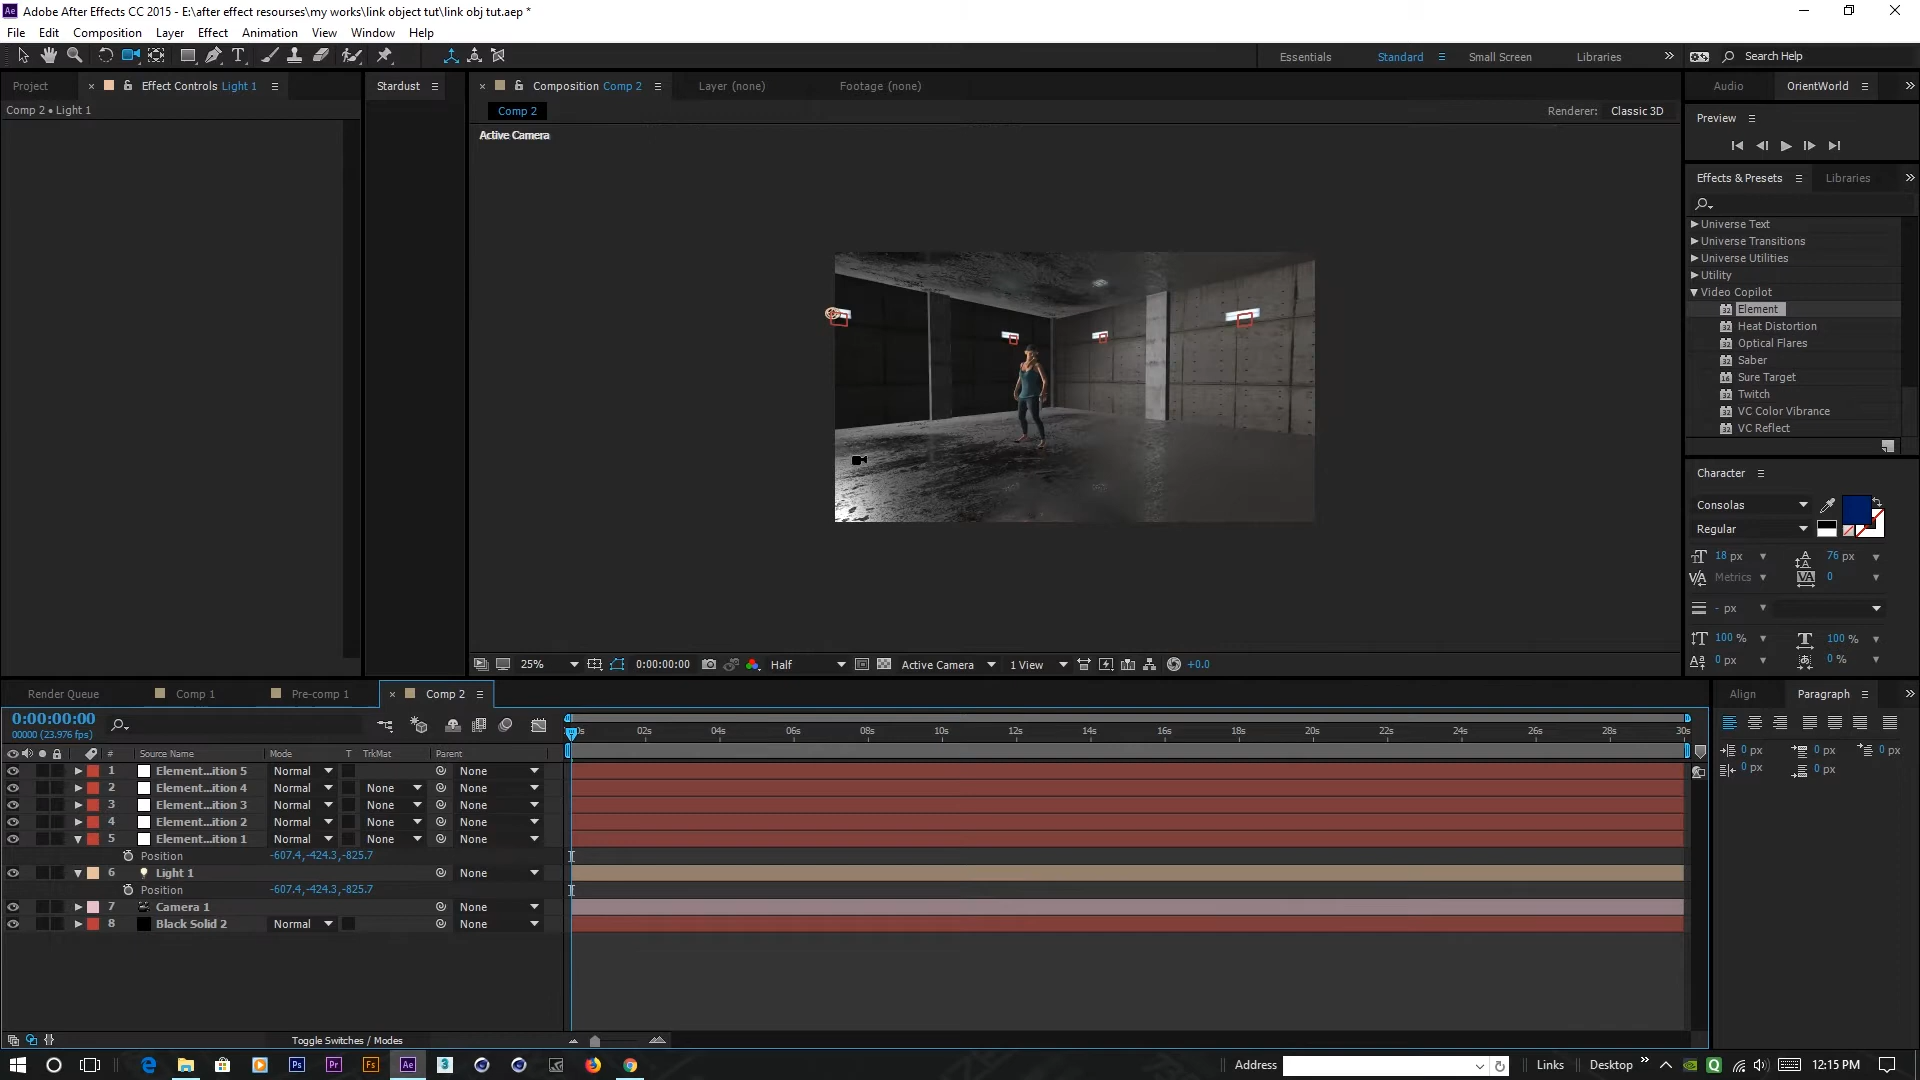 Adobe After Effects CC 2015 - E:\after effect resourses\my works\link object tut\link obj tut.aep *
File Edit Composition Layer Effect Animation View Window Help
Essentials Standard Small Screen Libraries Search Help
Project Effect Controls Light 1 Stardust Composition Comp 2 Layer (none) Footage (none) Audio OrientWorld
Comp 2 • Light 1
Comp 2 Renderer: Classic 3D
Active Camera
Preview
Effects & Presets Libraries
Universe Text
Universe Transitions
Universe Utilities
Utility
Video Copilot
Element
Heat Distortion
Optical Flares
Saber
Sure Target
Twitch
VC Color Vibrance
VC Reflect
Character
Consolas
Regular
18 px 76 px
Metrics 0
- px
100 % 100 %
0 px 0 %
25% 0:00:00:00 Half Active Camera 1 View +0.0
Render Queue Comp 1 Pre-comp 1 Comp 2 Align Paragraph
0:00:00:00
00000 (23.976 fps)
02s 04s 06s 08s 10s 12s 14s 16s 18s 20s 22s 24s 26s 28s 30s
# Source Name Mode T TrkMat Parent
1 Element...ition 5 Normal None
2 Element...ition 4 Normal None None
3 Element...ition 3 Normal None None
4 Element...ition 2 Normal None None
5 Element...ition 1 Normal None None
Position -607.4,-424.3,-825.7
6 Light 1 None
Position -607.4,-424.3,-825.7
7 Camera 1 None
8 Black Solid 2 Normal None
0 px 0 px 0 px
0 px 0 px
Toggle Switches / Modes
Address Links Desktop 12:15 PM